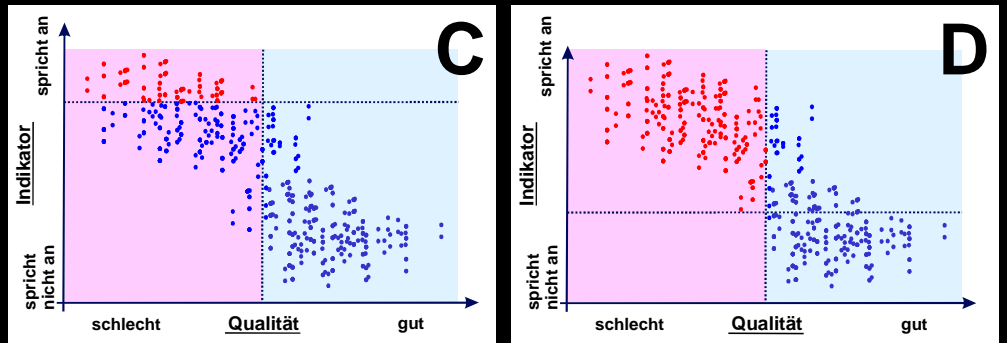 C
spricht an
Indikator
spricht
nicht an
schlecht
Qualität
gut
D
spricht an
Indikator
spricht
nicht an
schlecht
Qualität
gut